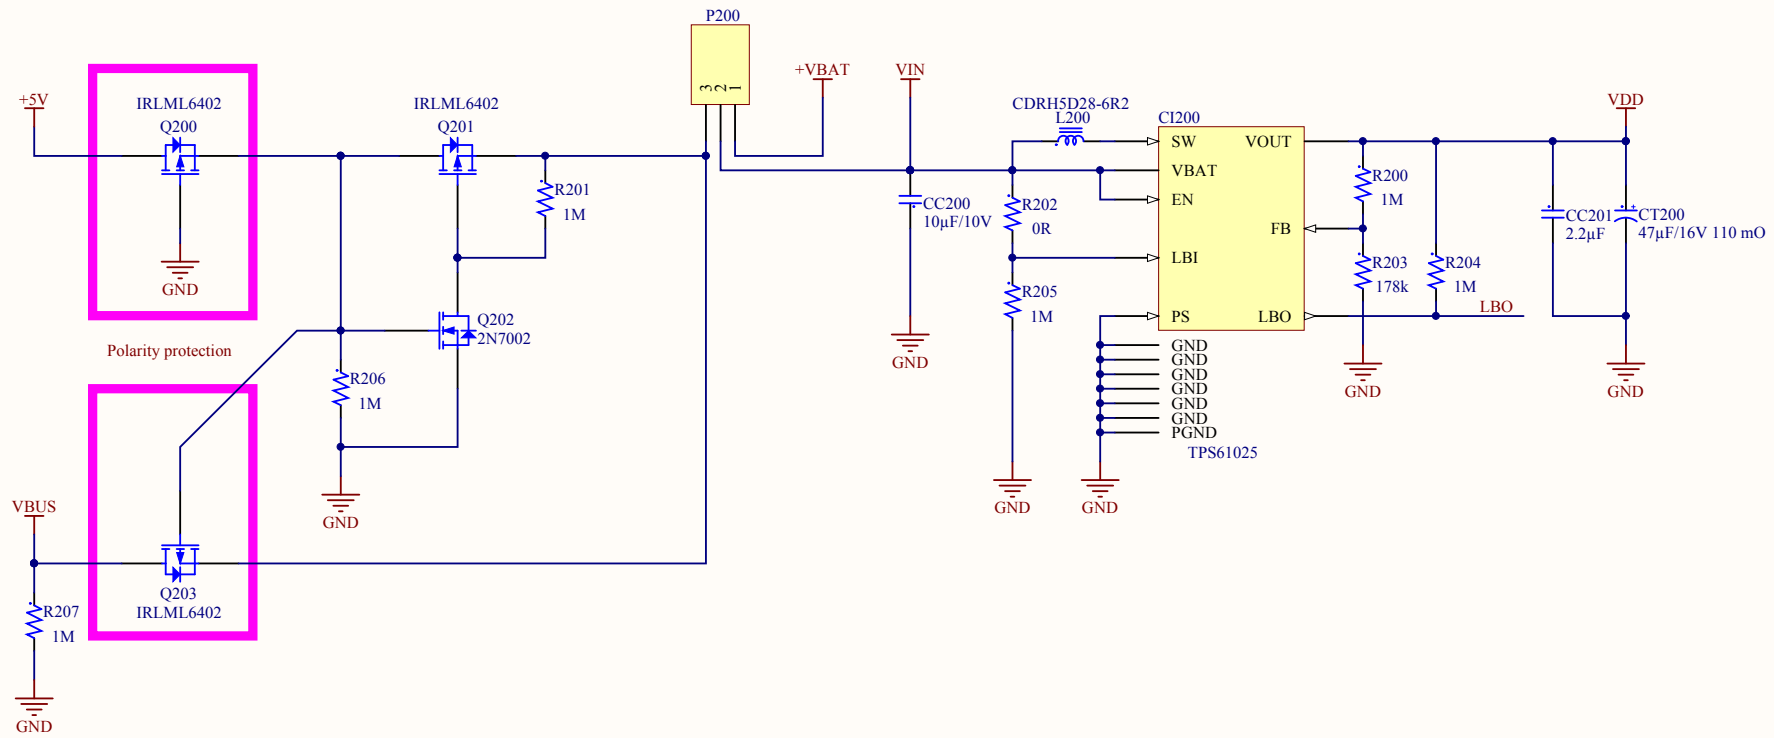 P200
3
2
1
+VBAT
VIN
+5V
IRLML6402
Q200
IRLML6402
Q201
R201
1M
GND
Polarity protection
Q202
2N7002
R206
1M
GND
VBUS
Q203
IRLML6402
R207
1M
GND
CC200
10µF/10V
GND
CDRH5D28-6R2
L200
R202
0R
R205
1M
GND
CI200
SW
VBAT
EN
LBI
PS
GND
GND
GND
GND
GND
GND
PGND
TPS61025
GND
VOUT
FB
LBO
R200
1M
R203
178k
GND
R204
1M
LBO
VDD
CC201
2.2µF
CT200
47µF/16V 110 mO
GND